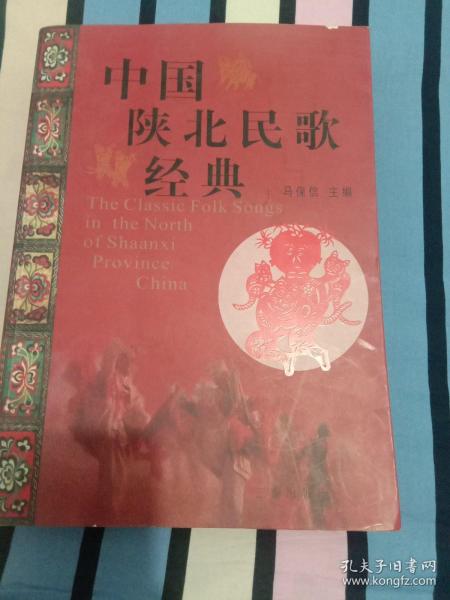 中国
陕北民歌
经典
马保信 主编
The Classic Folk Songs
in the North
of Shaanxi
Province
China
孔夫子旧书网
www.kongfz.com